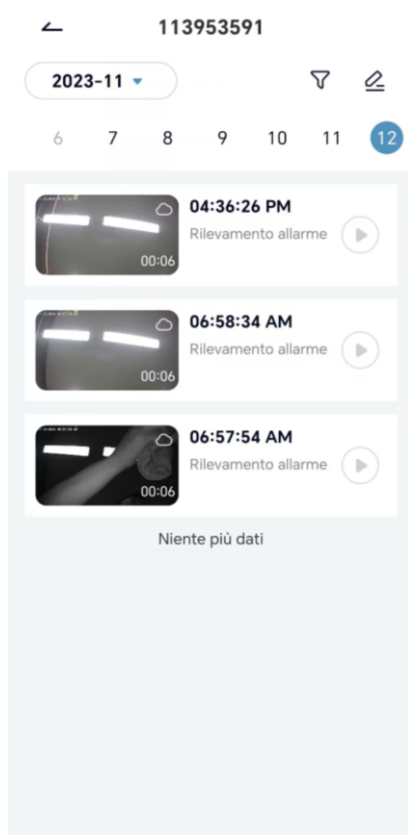 113953591
2023-11
6 7 8 9 10 11 12
04:36:26 PM
Rilevamento allarme
00:06
06:58:34 AM
Rilevamento allarme
00:06
06:57:54 AM
Rilevamento allarme
00:06
Niente più dati